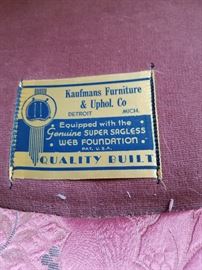 Kaufmans Furniture
& Uphol. Co
DETROIT MICH.
Equipped with the
Genuine SUPER SAGLESS
WEB FOUNDATION
PAT. U.S.A.
QUALITY BUILT